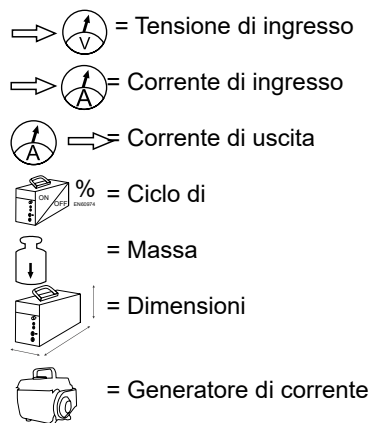 V = Tensione di ingresso
A = Corrente di ingresso
A = Corrente di uscita
ON OFF % EN60974 = Ciclo di
= Massa
= Dimensioni
= Generatore di corrente